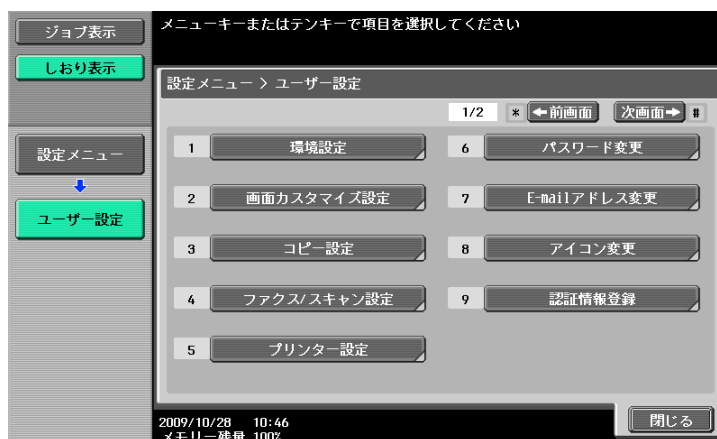 ジョブ表示
メニューキーまたはテンキーで項目を選択してください
しおり表示
設定メニュー > ユーザー設定
1/2 * ←前画面 次画面→ #
設定メニュー
ユーザー設定
1 環境設定
2 画面カスタマイズ設定
3 コピー設定
4 ファクス/スキャン設定
5 プリンター設定
6 パスワード変更
7 E-mailアドレス変更
8 アイコン変更
9 認証情報登録
2009/10/28 10:46
メモリー残量 100%
閉じる